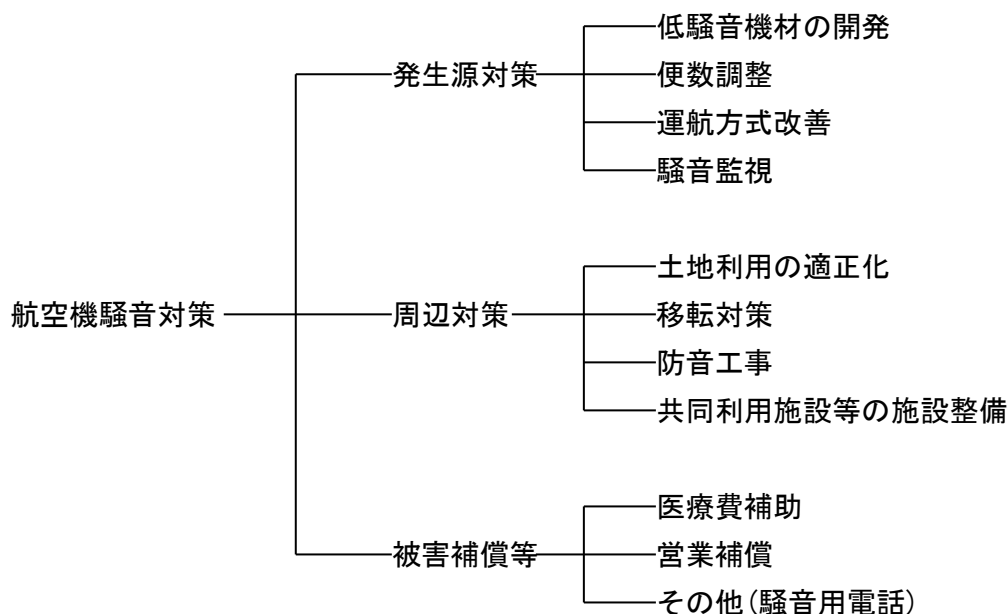 航空機騒音対策
発生源対策
低騒音機材の開発
便数調整
運航方式改善
騒音監視
周辺対策
土地利用の適正化
移転対策
防音工事
共同利用施設等の施設整備
被害補償等
医療費補助
営業補償
その他(騒音用電話)